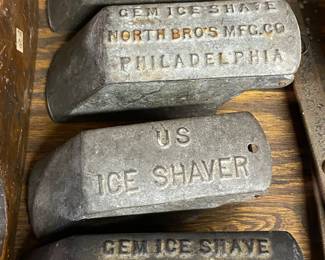 GEM ICE SHAVE
NORTH BRO'S MFG.CO
PHILADELPHIA
US
ICE SHAVER
GEM ICE SHAVE